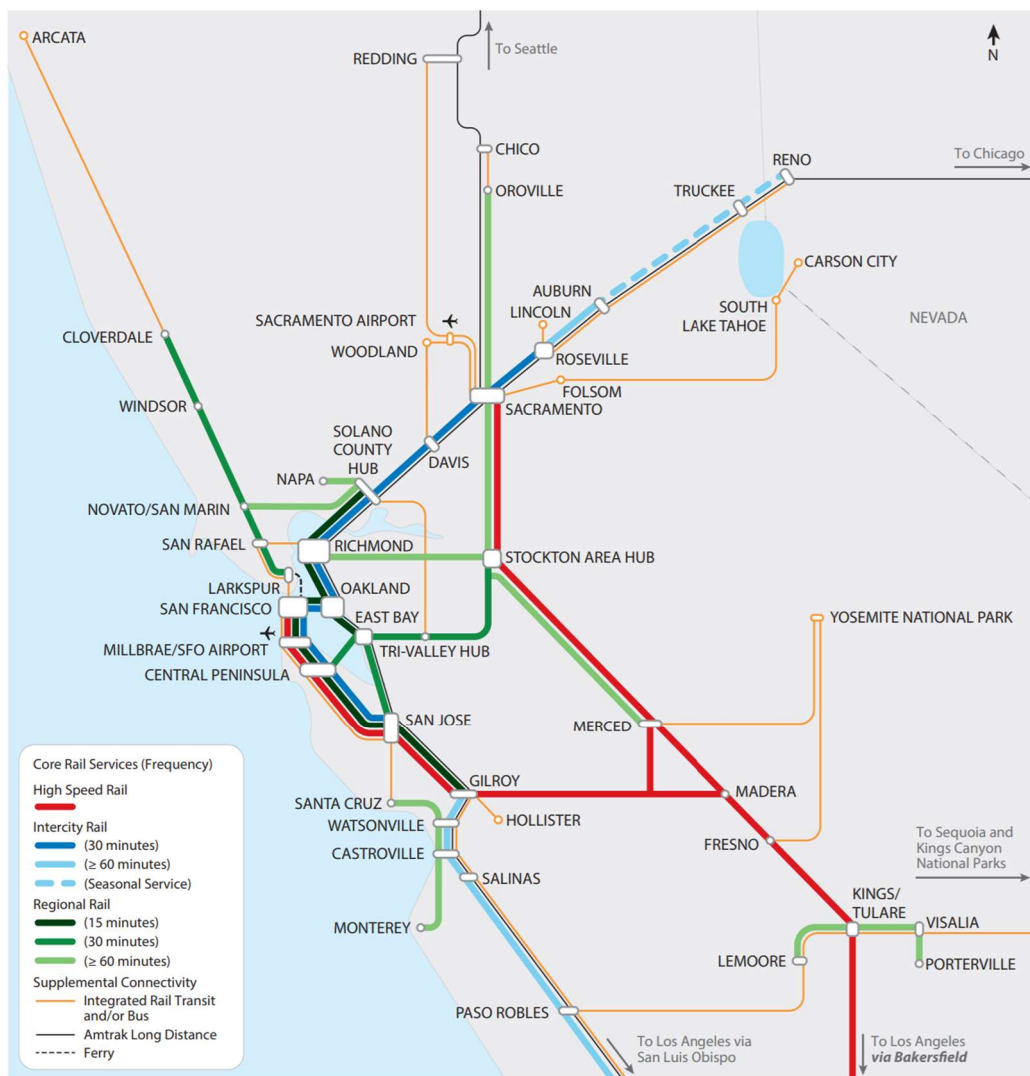 ARCATA
REDDING
To Seattle
N
CHICO
OROVILLE
RENO
To Chicago
TRUCKEE
CARSON CITY
AUBURN
LINCOLN
SOUTH
LAKE TAHOE
NEVADA
SACRAMENTO AIRPORT
WOODLAND
CLOVERDALE
ROSEVILLE
FOLSOM
SACRAMENTO
WINDSOR
SOLANO
COUNTY
HUB
DAVIS
NAPA
NOVATO/SAN MARIN
SAN RAFAEL
RICHMOND
STOCKTON AREA HUB
LARKSPUR
OAKLAND
SAN FRANCISCO
EAST BAY
YOSEMITE NATIONAL PARK
MILLBRAE/SFO AIRPORT
TRI-VALLEY HUB
CENTRAL PENINSULA
SAN JOSE
MERCED
GILROY
MADERA
SANTA CRUZ
HOLLISTER
WATSONVILLE
FRESNO
CASTROVILLE
SALINAS
To Sequoia and
Kings Canyon
National Parks
MONTEREY
KINGS/
TULARE
VISALIA
LEMOORE
PORTERVILLE
PASO ROBLES
To Los Angeles via
San Luis Obispo
To Los Angeles
via Bakersfield
Core Rail Services (Frequency)
High Speed Rail
Intercity Rail
(30 minutes)
(≥ 60 minutes)
(Seasonal Service)
Regional Rail
(15 minutes)
(30 minutes)
(≥ 60 minutes)
Supplemental Connectivity
Integrated Rail Transit
and/or Bus
Amtrak Long Distance
Ferry